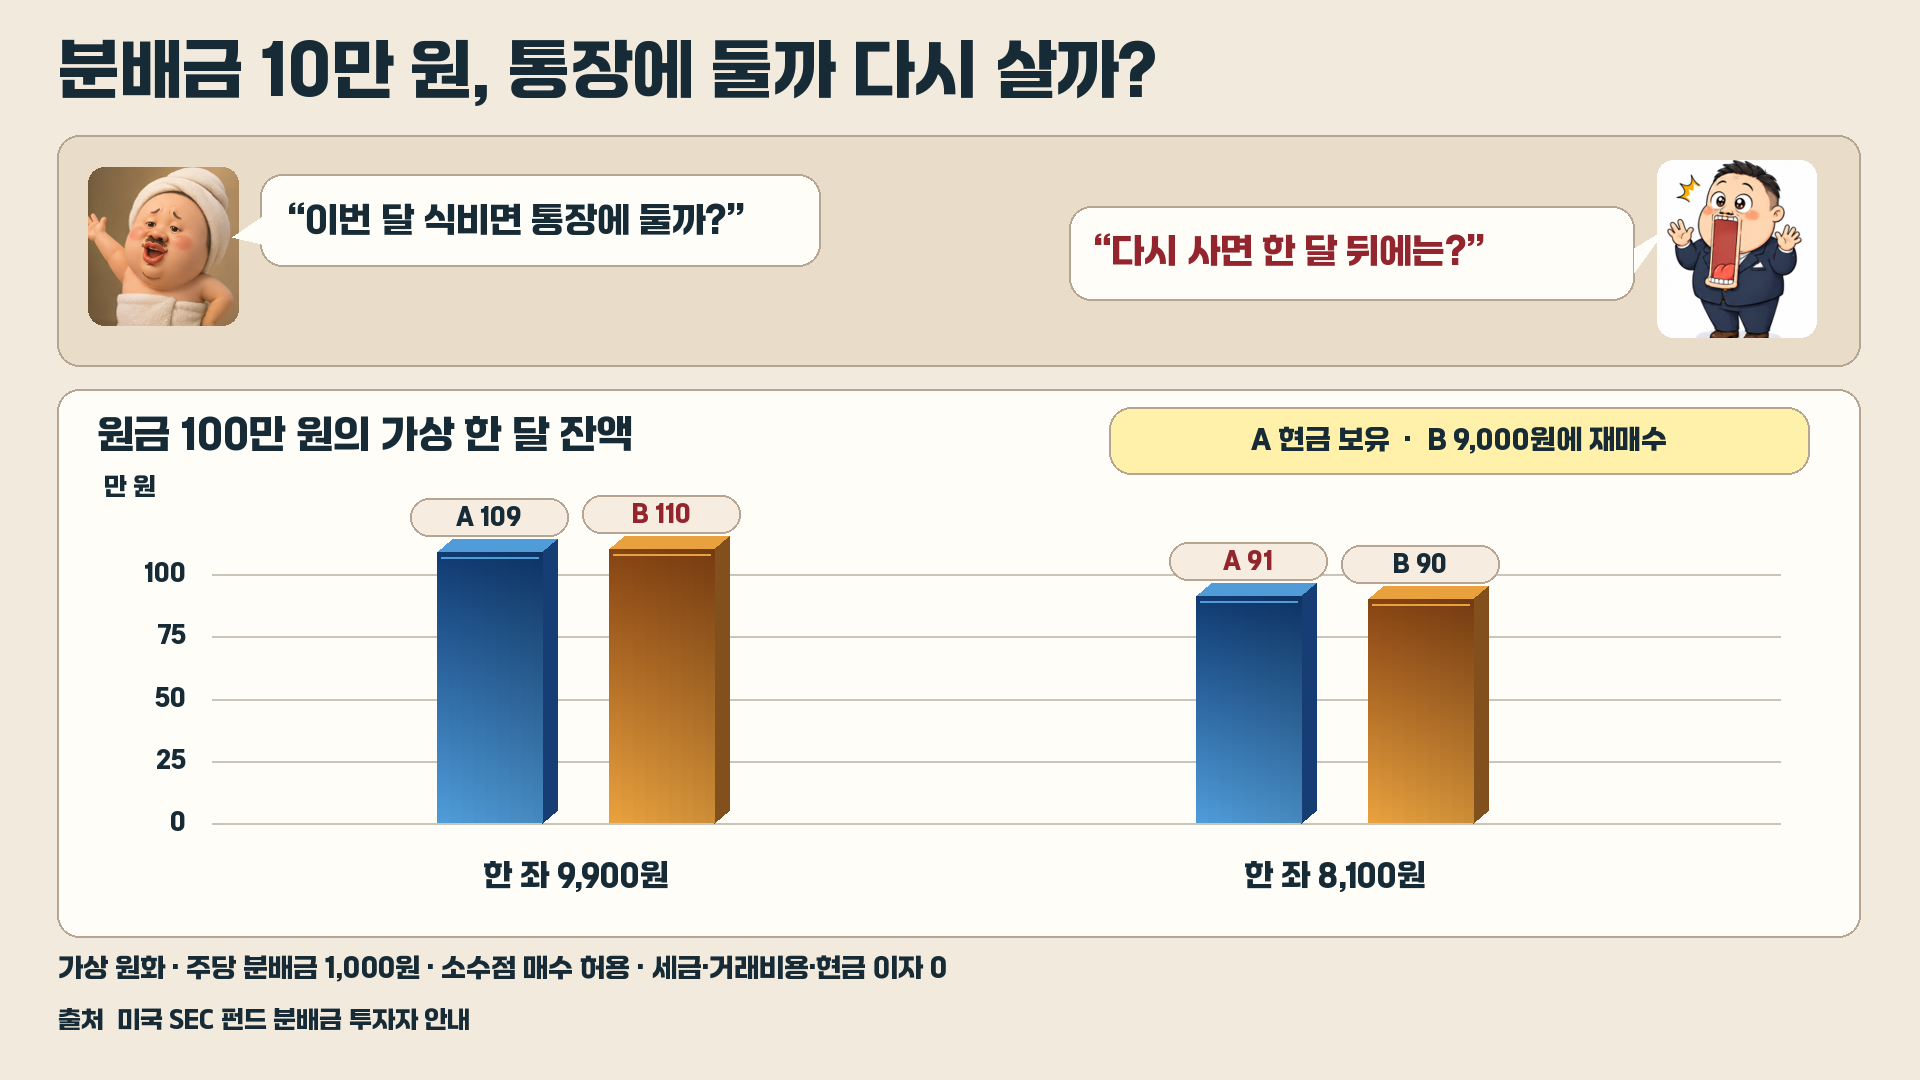 분배금 10만 원, 통장에 둘까 다시 살까?
“이번 달 식비면 통장에 둘까?”
“다시 사면 한 달 뒤에는?”
원금 100만 원의 가상 한 달 잔액
A 현금 보유 · B 9,000원에 재매수
만 원
A 109
B 110
A 91
B 90
100
75
50
25
0
한 좌 9,900원
한 좌 8,100원
가상 원화 · 주당 분배금 1,000원 · 소수점 매수 허용 · 세금·거래비용·현금 이자 0
출처 미국 SEC 펀드 분배금 투자자 안내